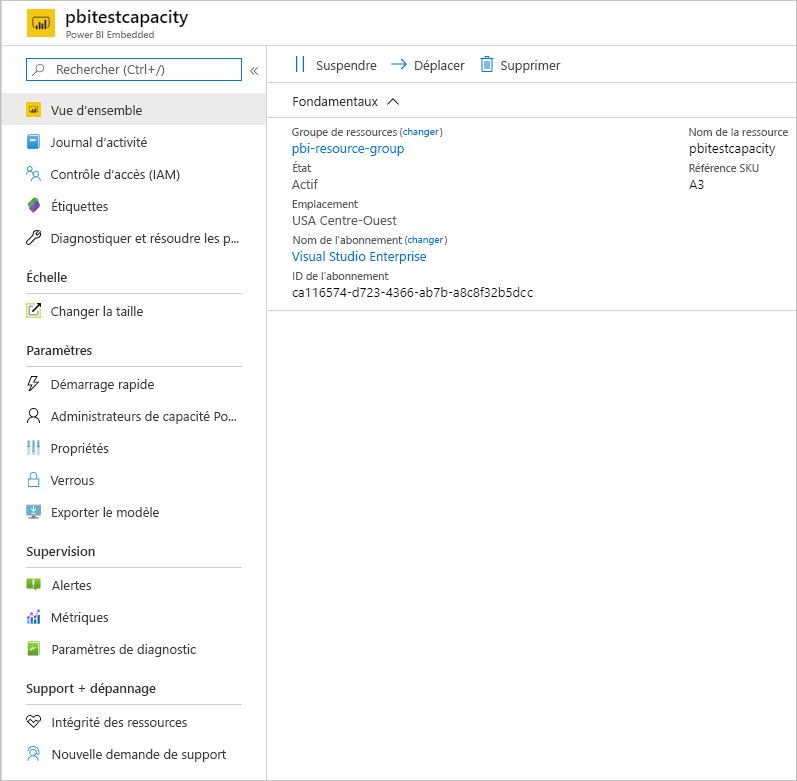 pbitestcapacity
Power BI Embedded
Rechercher (Ctrl+/)
«
Vue d'ensemble
Journal d'activité
Contrôle d'accès (IAM)
Étiquettes
Diagnostiquer et résoudre les p...
Échelle
Changer la taille
Paramètres
Démarrage rapide
Administrateurs de capacité Po...
Propriétés
Verrous
Exporter le modèle
Supervision
Alertes
Métriques
Paramètres de diagnostic
Support + dépannage
Intégrité des ressources
Nouvelle demande de support
Suspendre
Déplacer
Supprimer
Fondamentaux
Groupe de ressources (changer)
pbi-resource-group
État
Actif
Emplacement
USA Centre-Ouest
Nom de l'abonnement (changer)
Visual Studio Enterprise
ID de l'abonnement
ca116574-d723-4366-ab7b-a8c8f32b5dcc
Nom de la ressource
pbitestcapacity
Référence SKU
A3